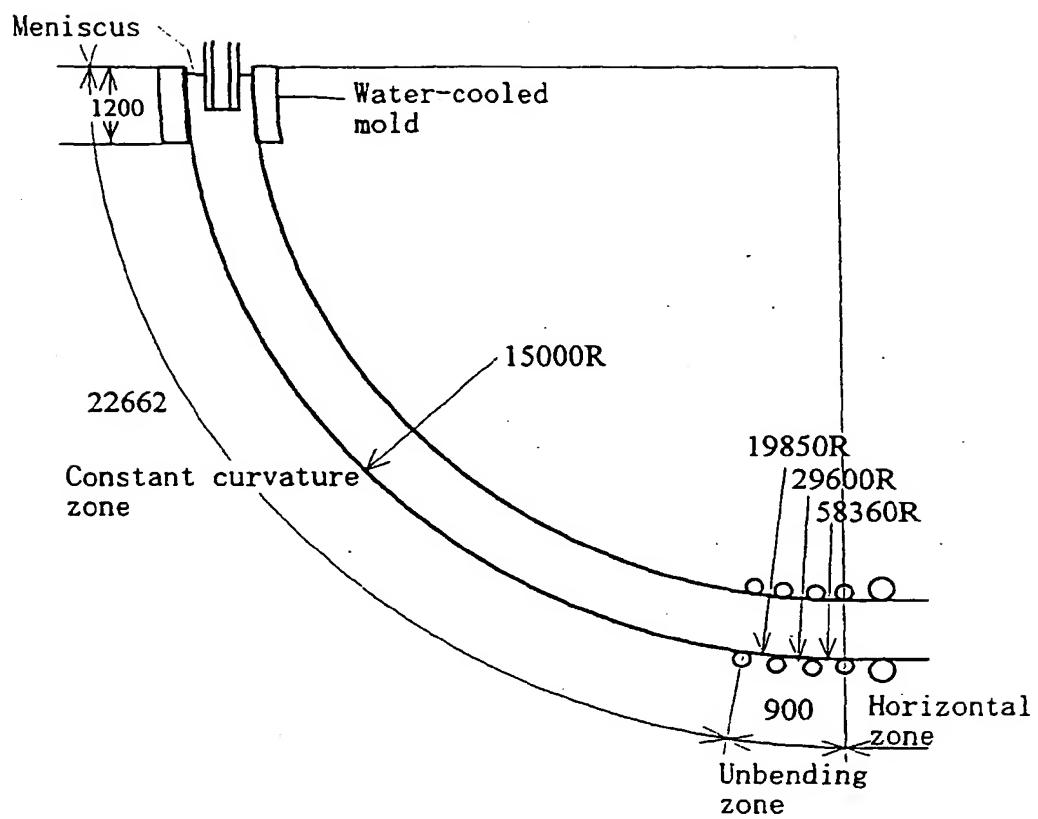 Meniscus
1200
Water-cooled
mold
15000R
22662
Constant curvature
zone
19850R
29600R
58360R
900
Horizontal
zone
Unbending
zone